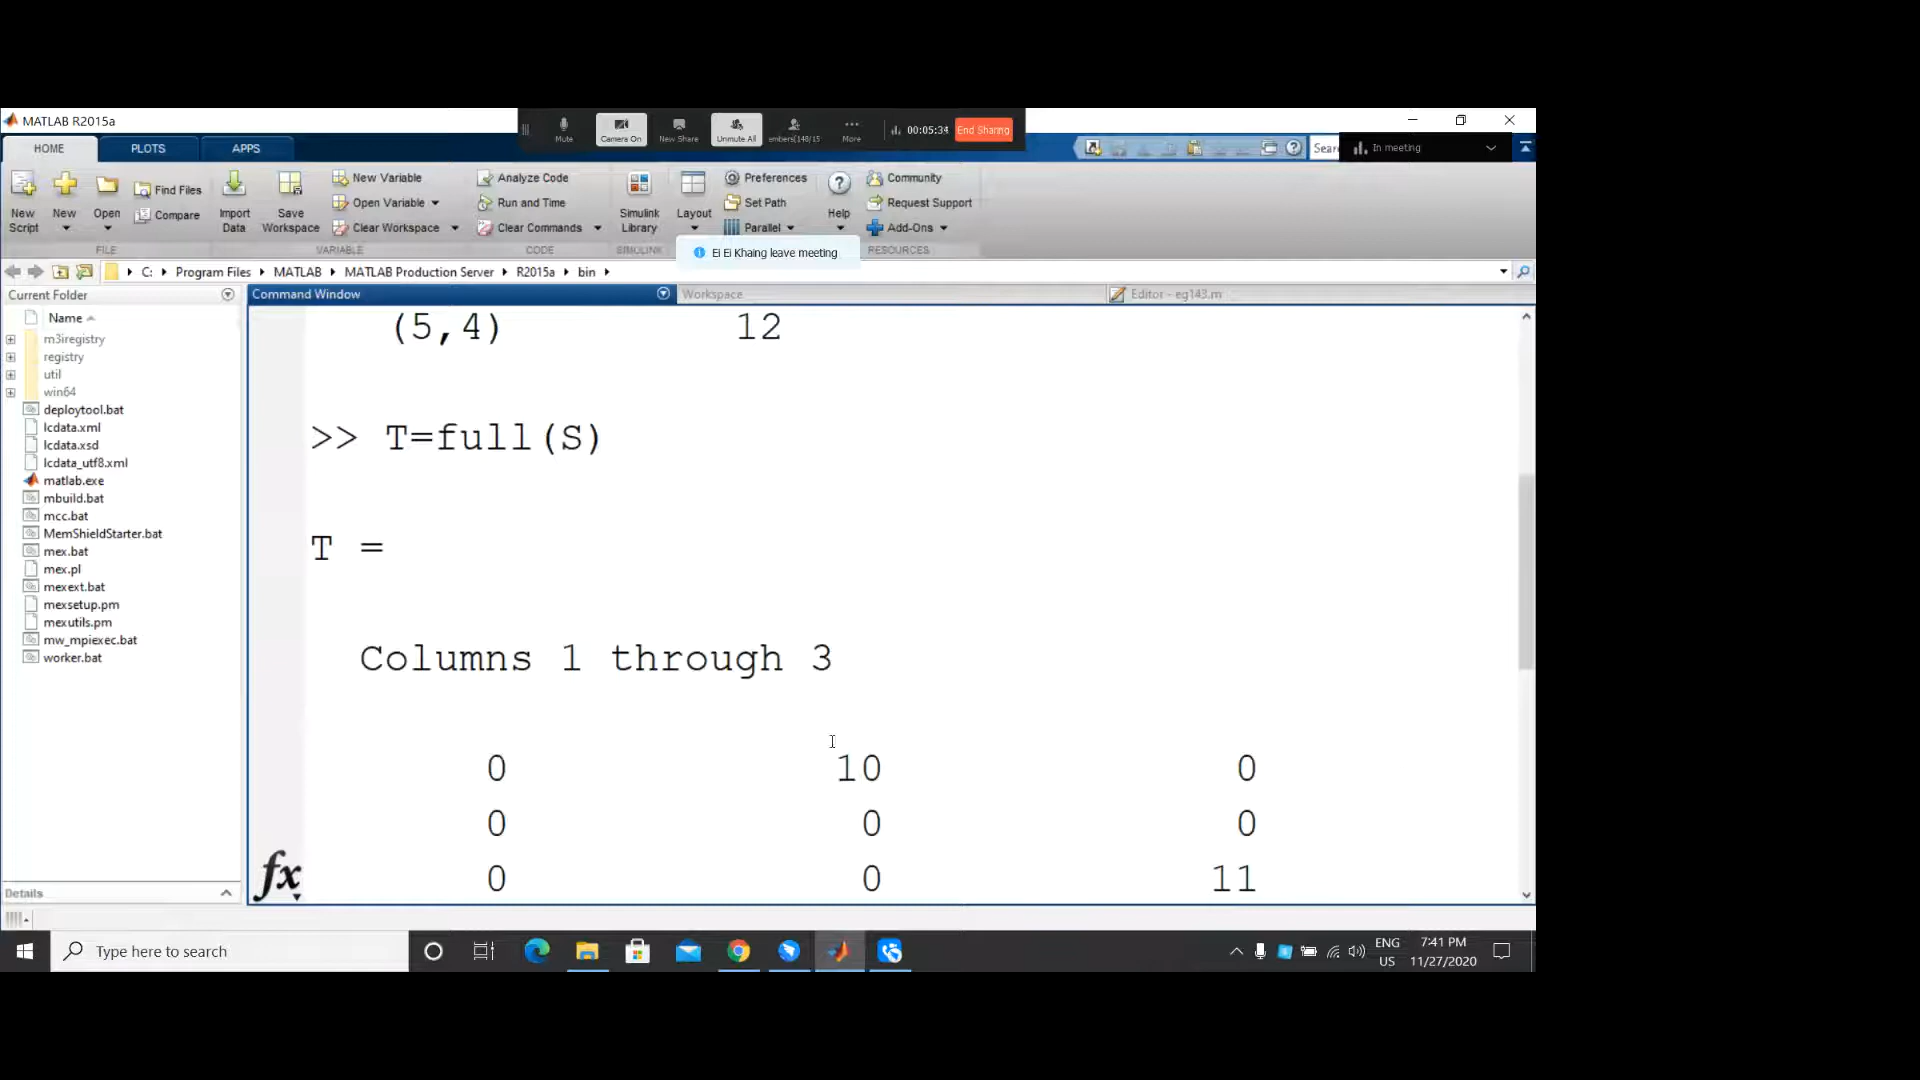 MATLAB R2015a
Mute
Camera On
New Share
Unmute All
embers(148/15
More
00:05:34
End Sharing
HOME
PLOTS
APPS
Sear
In meeting
New Script
New
Open
Find Files
Compare
Import Data
Save Workspace
New Variable
Open Variable
Clear Workspace
Analyze Code
Run and Time
Clear Commands
Simulink Library
Layout
Preferences
Set Path
Parallel
Help
Community
Request Support
Add-Ons
FILE
VARIABLE
CODE
SIMULINK
RESOURCES
Ei Ei Khaing leave meeting
C: Program Files MATLAB MATLAB Production Server R2015a bin
Current Folder
Command Window
Workspace
Editor - eg143.m
Name
m3iregistry
registry
util
win64
deploytool.bat
lcdata.xml
lcdata.xsd
lcdata_utf8.xml
matlab.exe
mbuild.bat
mcc.bat
MemShieldStarter.bat
mex.bat
mex.pl
mexext.bat
mexsetup.pm
mexutils.pm
mw_mpiexec.bat
worker.bat
Details
(5,4) 12
>> T=full(S)
T =
Columns 1 through 3
0 10 0
0 0 0
0 0 11
fx
Type here to search
ENG
US
7:41 PM
11/27/2020